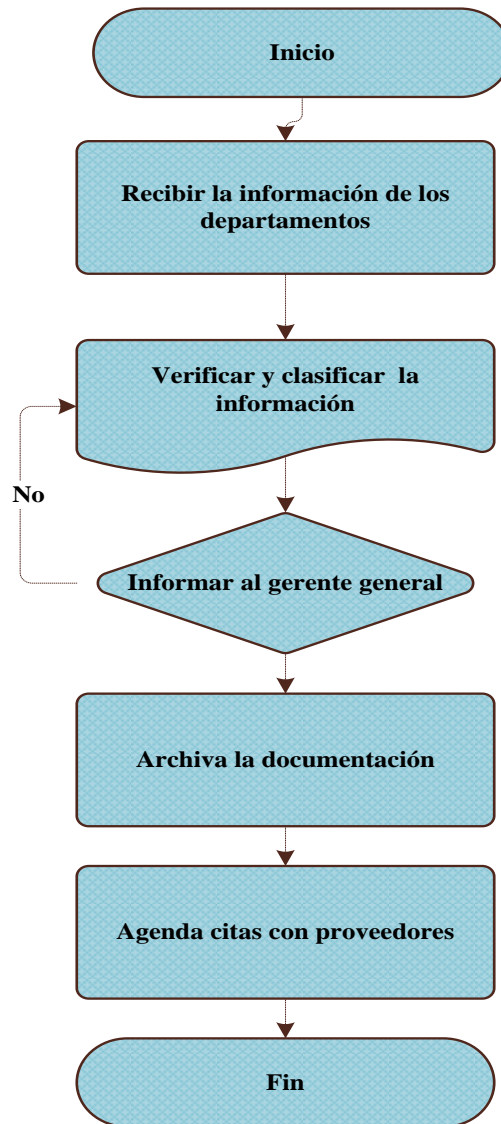 Inicio
Recibir la información de los
departamentos
Verificar y clasificar la
información
No
Informar al gerente general
Archiva la documentación
Agenda citas con proveedores
Fin